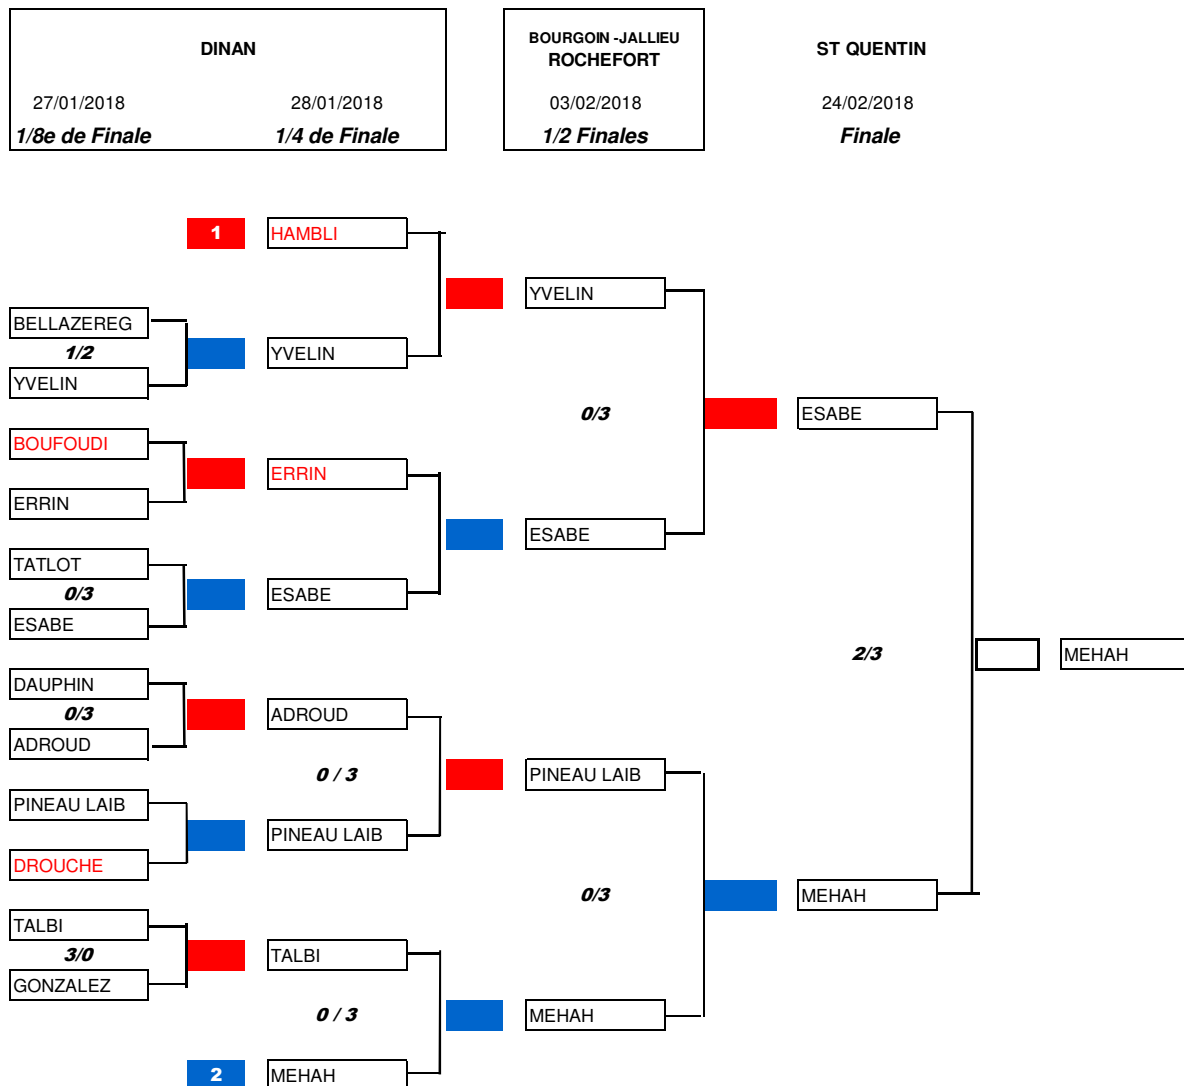 DINAN
BOURGOIN -JALLIEU
ROCHEFORT
ST QUENTIN
27/01/2018
28/01/2018
03/02/2018
24/02/2018
1/8e de Finale
1/4 de Finale
1/2 Finales
Finale
1
HAMBLI
YVELIN
BELLAZEREG
1/2
YVELIN
YVELIN
0/3
ESABE
BOUFOUDI
ERRIN
ERRIN
ESABE
TATLOT
0/3
ESABE
ESABE
2/3
MEHAH
DAUPHIN
0/3
ADROUD
ADROUD
0 / 3
PINEAU LAIB
PINEAU LAIB
PINEAU LAIB
DROUCHE
0/3
MEHAH
TALBI
3/0
GONZALEZ
TALBI
0 / 3
MEHAH
2
MEHAH